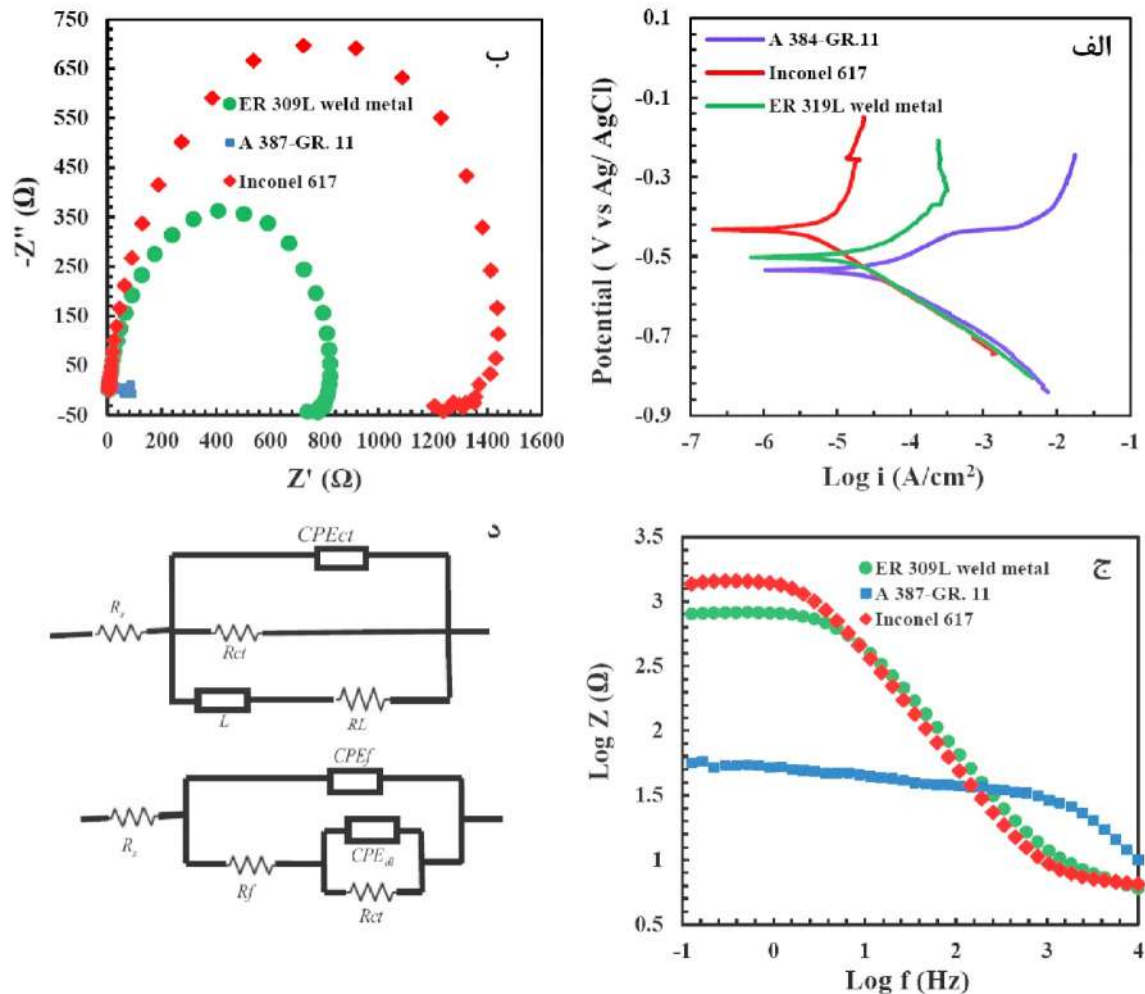 ب
750
650
550
450
350
250
150
50
-50
-Z'' (Ω)
ER 309L weld metal
A 387-GR. 11
Inconel 617
0
200
400
600
800
1000
1200
1400
1600
Z' (Ω)
الف
0.1
-0.1
-0.3
-0.5
-0.7
-0.9
Potential ( V vs Ag/ AgCl)
A 384-GR.11
Inconel 617
ER 319L weld metal
-7
-6
-5
-4
-3
-2
-1
Log i (A/cm²)
د
CPEct
Rs
Rct
L
RL
CPEf
Rs
Rf
CPEdl
Rct
ج
3.5
3
2.5
2
1.5
1
0.5
Log Z (Ω)
ER 309L weld metal
A 387-GR. 11
Inconel 617
-1
0
1
2
3
4
Log f (Hz)